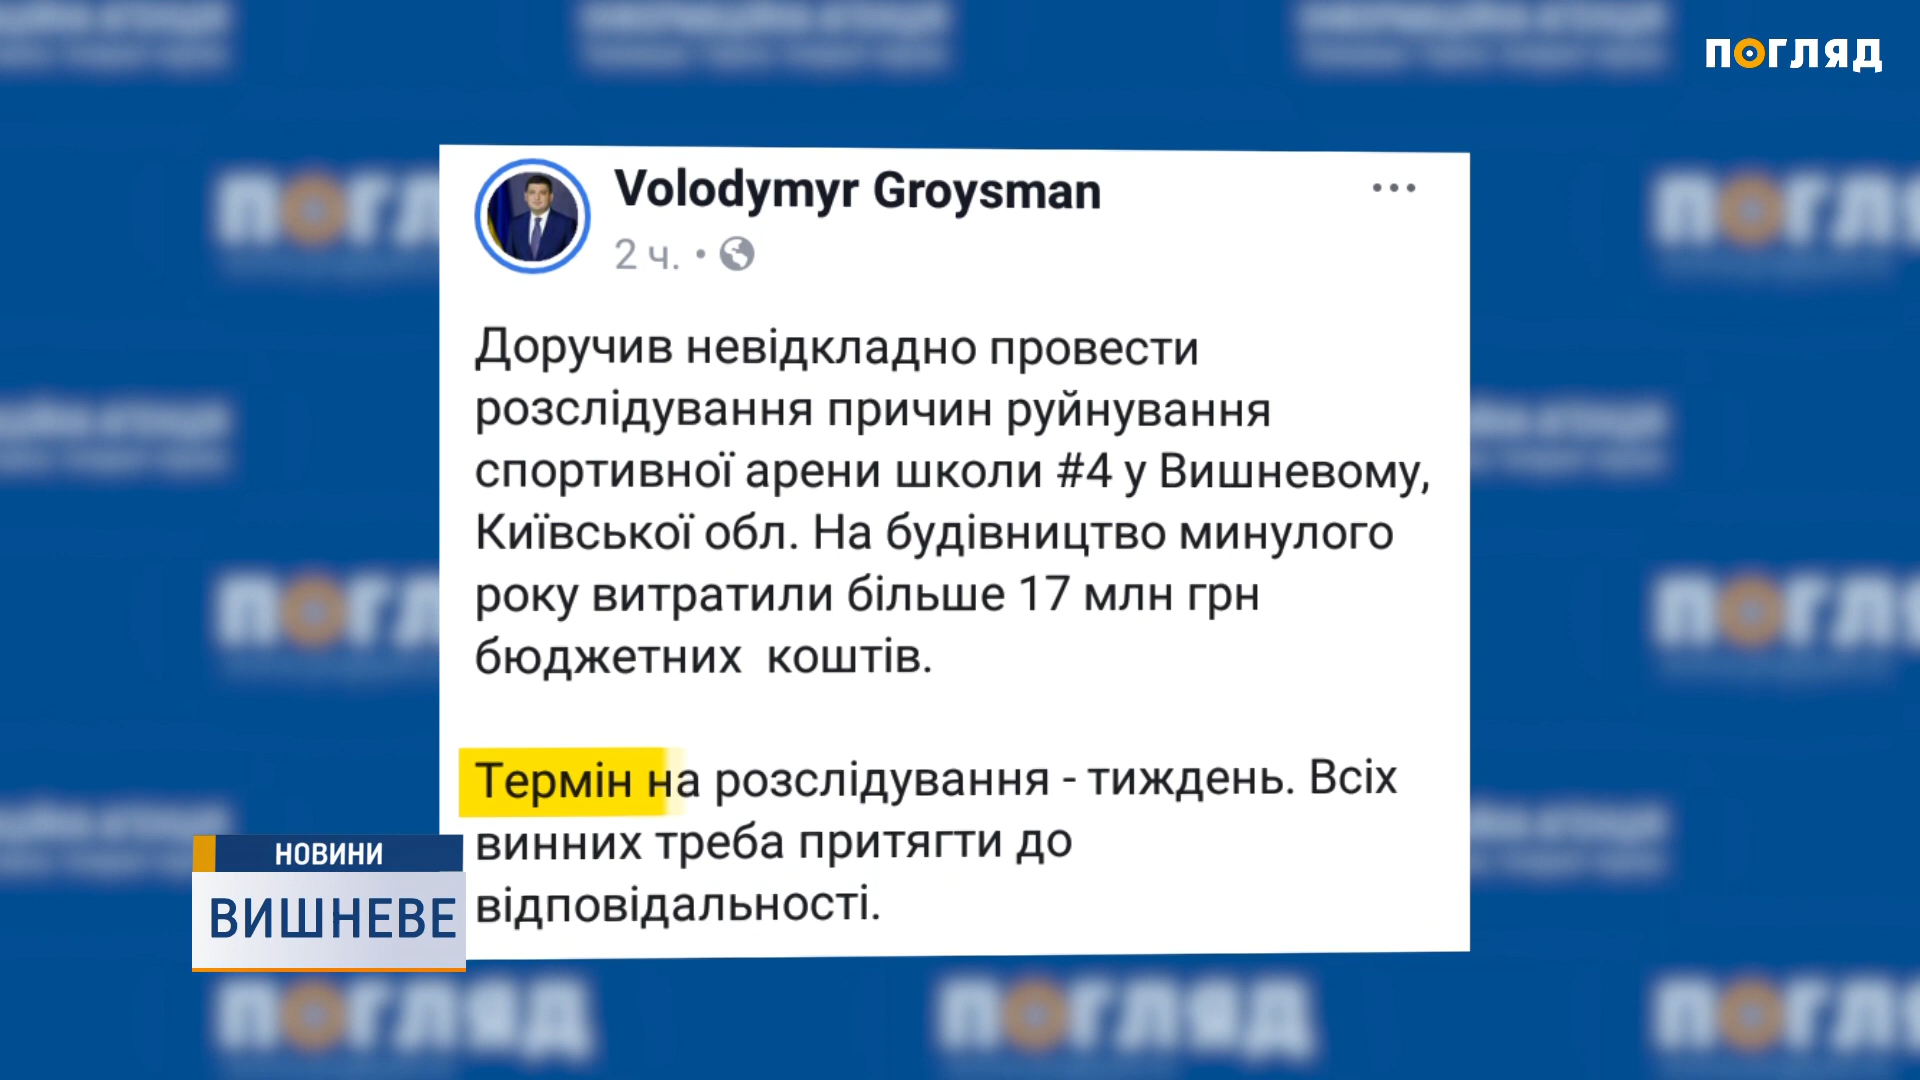 ПОГЛЯД
Volodymyr Groysman
2 ч.
Доручив невідкладно провести
розслідування причин руйнування
спортивної арени школи #4 у Вишневому,
Київської обл. На будівництво минулого
року витратили більше 17 млн грн
бюджетних коштів.
Термін на розслідування - тиждень. Всіх
винних треба притягти до
відповідальності.
НОВИНИ
ВИШНЕВЕ
ПОГЛЯД
ПОГЛЯД